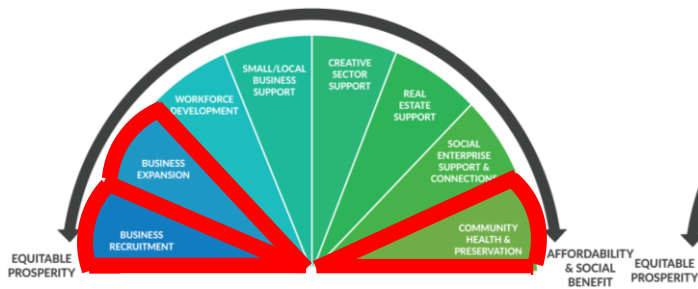 SMALL/LOCAL
BUSINESS
SUPPORT
CREATIVE
SECTOR
SUPPORT
WORKFORCE
DEVELOPMENT
REAL
ESTATE
SUPPORT
BUSINESS
EXPANSION
SOCIAL
ENTERPRISE
SUPPORT &
CONNECTIONS
BUSINESS
RECRUITMENT
COMMUNITY
HEALTH &
PRESERVATION
EQUITABLE
PROSPERITY
AFFORDABILITY
& SOCIAL
BENEFIT
EQUITABLE
PROSPERITY